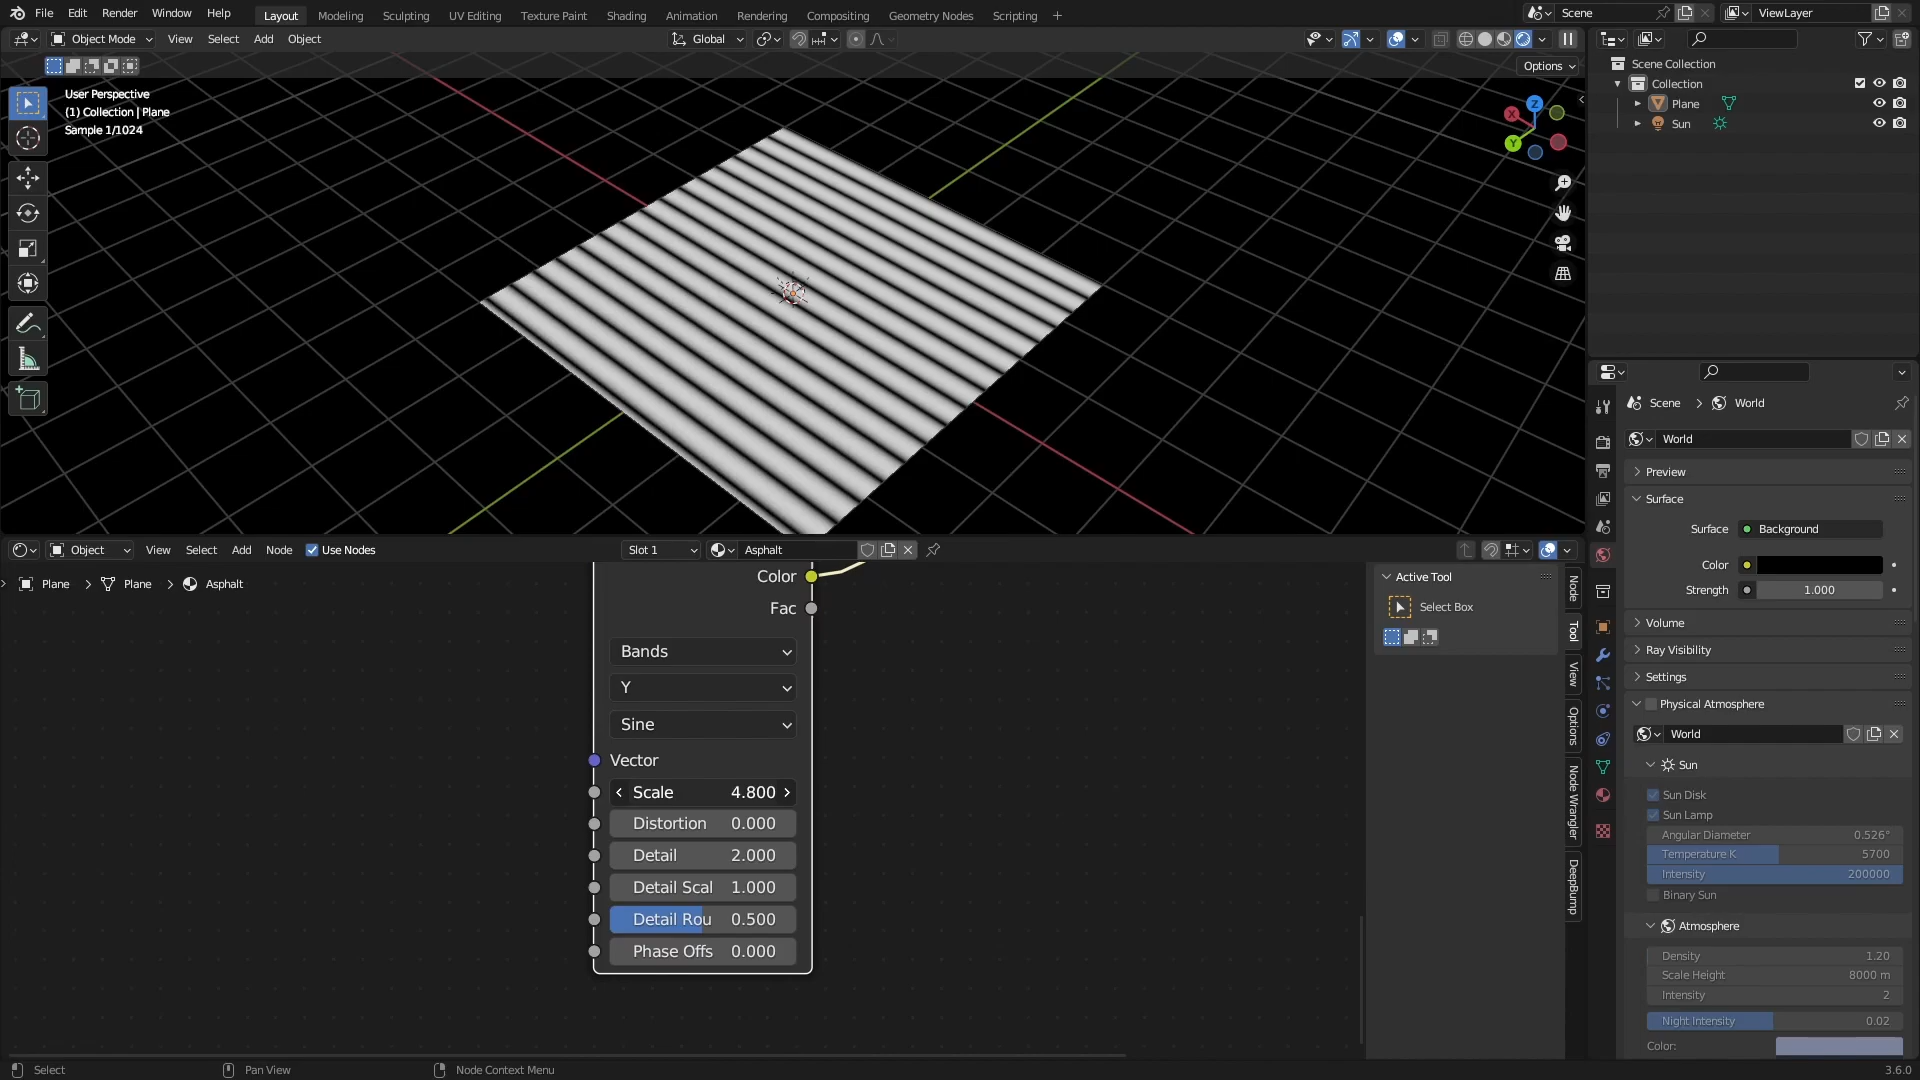 File Edit Render Window Help Layout Modeling Sculpting UV Editing Texture Paint Shading Animation Rendering Compositing Geometry Nodes Scripting + Scene ViewLayer
Object Mode View Select Add Object Global
Options
User Perspective
(1) Collection | Plane
Sample 1/1024
X
Y
Z
Scene Collection
Collection
Plane
Sun
Scene > World
World
Preview
Surface
Surface Background
Color
Strength 1.000
Volume
Ray Visibility
Settings
Physical Atmosphere
World
Sun
Sun Disk
Sun Lamp
Angular Diameter 0.526°
Temperature K 5700
Intensity 200000
Binary Sun
Atmosphere
Density 1.20
Scale Height 8000 m
Intensity 2
Night Intensity 0.02
Color:
Object View Select Add Node Use Nodes Slot 1 Asphalt
Plane > Plane > Asphalt
Color
Fac
Bands
Y
Sine
Vector
Scale 4.800
Distortion 0.000
Detail 2.000
Detail Scal 1.000
Detail Rou 0.500
Phase Offs 0.000
Active Tool
Select Box
Node
Tool
View
Options
Node Wrangler
DeepBump
Select Pan View Node Context Menu 3.6.0